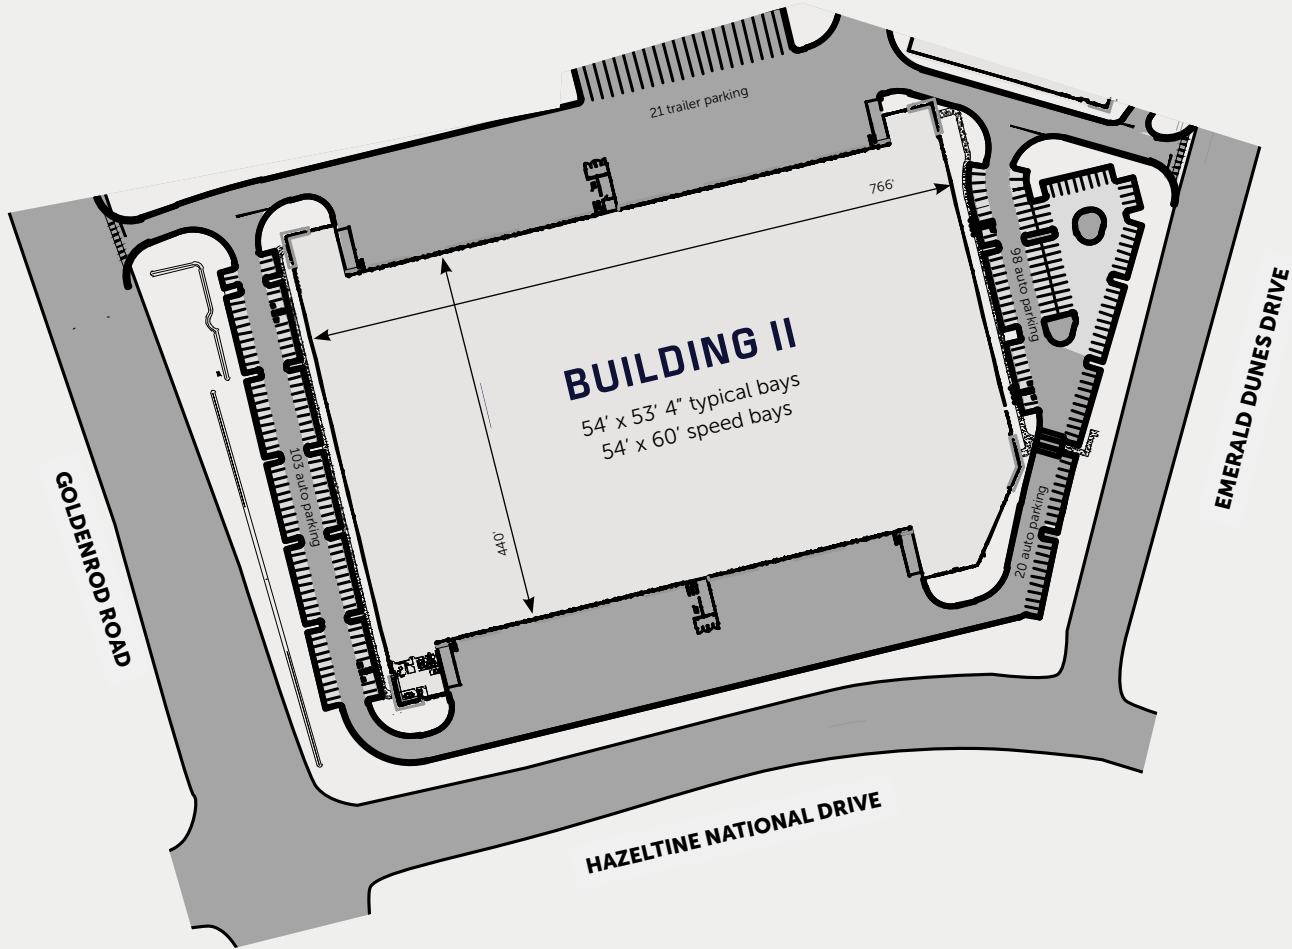 21 trailer parking
766'
98 auto parking
BUILDING II
54' x 53' 4" typical bays
54' x 60' speed bays
EMERALD DUNES DRIVE
103 auto parking
440'
20 auto parking
GOLDENROD ROAD
HAZELTINE NATIONAL DRIVE